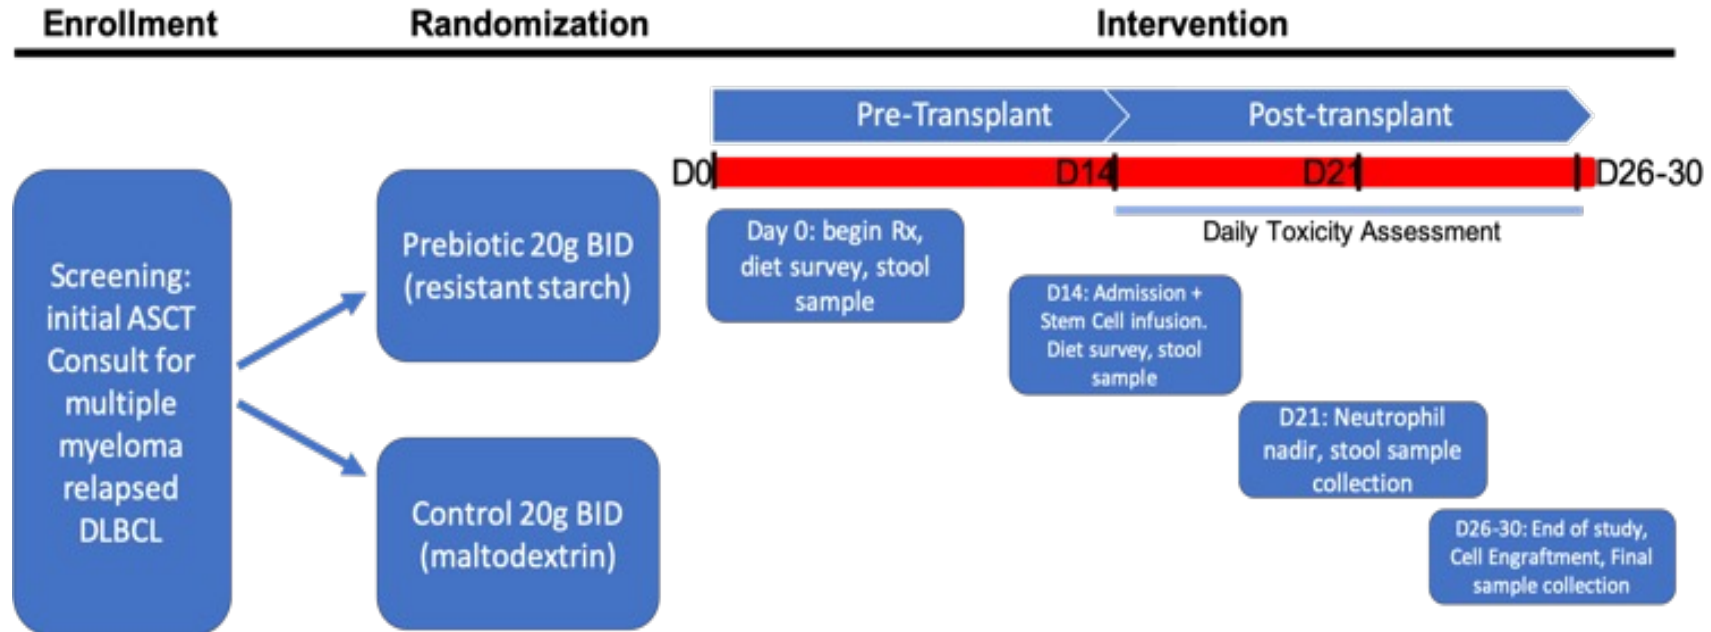 Enrollment
Randomization
Intervention
Pre-Transplant
Post-transplant
D0
D14
D21
D26-30
Daily Toxicity Assessment
Screening:
initial ASCT
Consult for
multiple
myeloma
relapsed
DLBCL
Prebiotic 20g BID
(resistant starch)
Control 20g BID
(maltodextrin)
Day 0: begin Rx,
diet survey, stool
sample
D14: Admission +
Stem Cell infusion.
Diet survey, stool
sample
D21: Neutrophil
nadir, stool sample
collection
D26-30: End of study,
Cell Engraftment, Final
sample collection